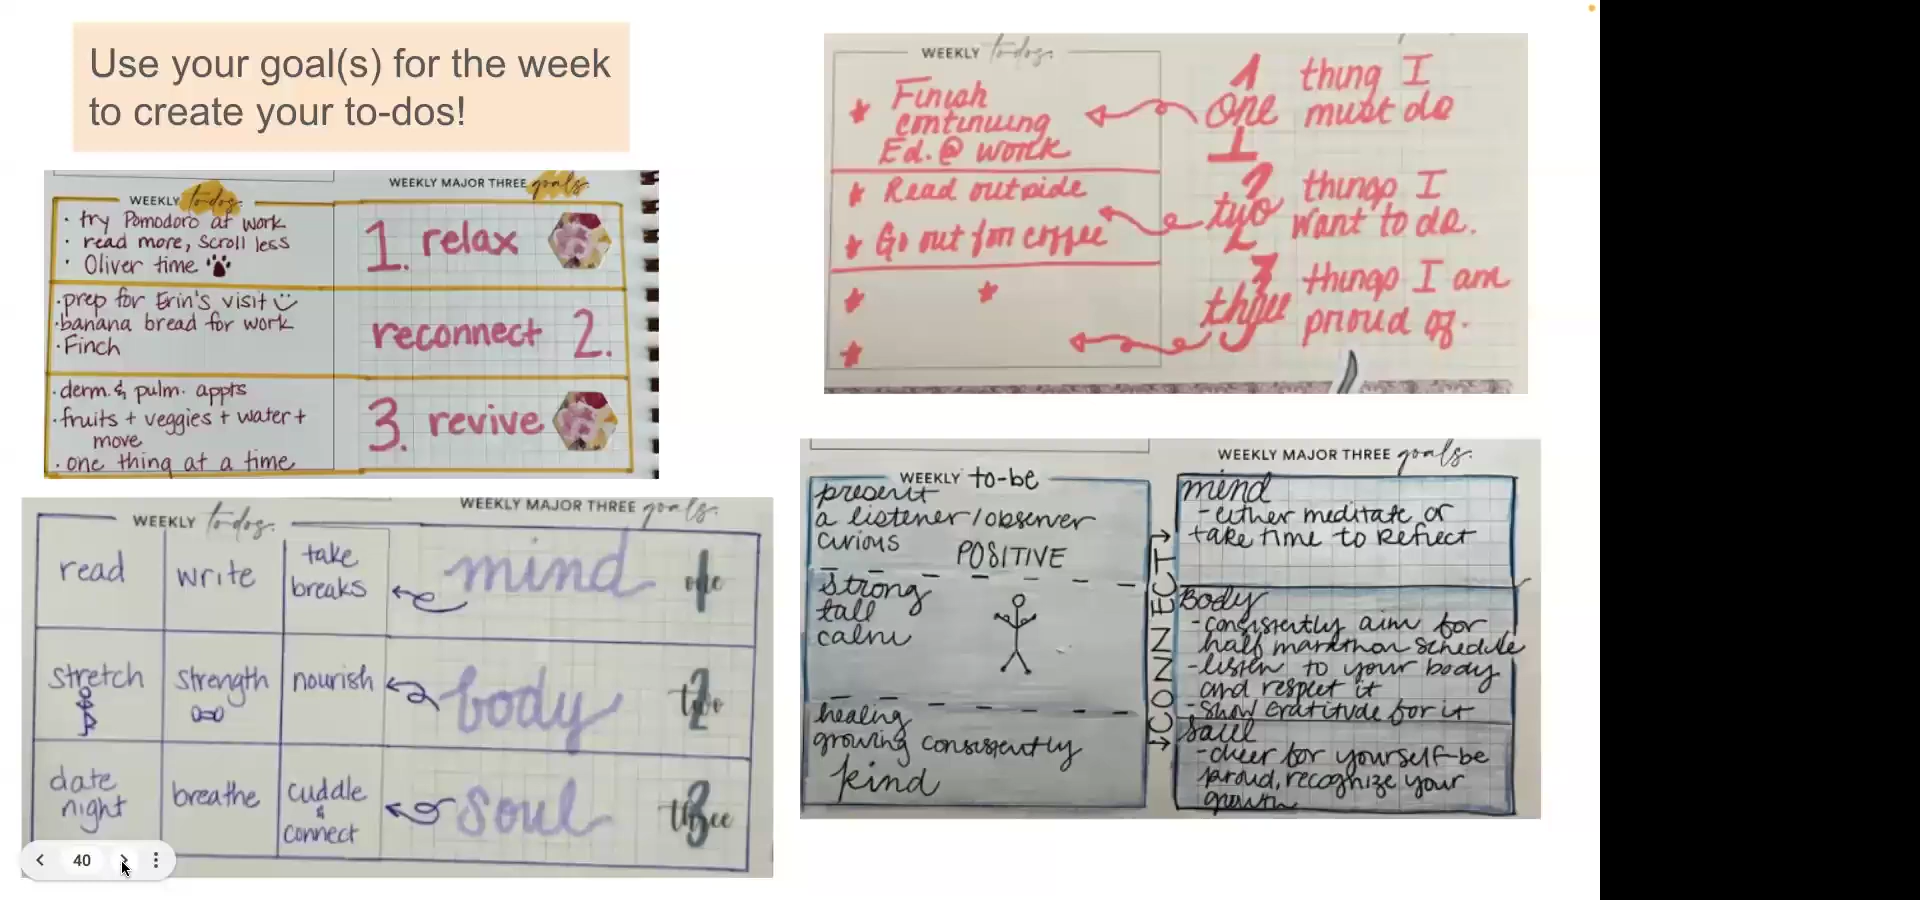 Use your goal(s) for the week
to create your to-dos!
WEEKLY to-dos.
WEEKLY MAJOR THREE goals.
· try Pomodoro at work
· read more, scroll less
· Oliver time
1. relax
· prep for Erin's visit
· banana bread for work
· Finch
reconnect 2.
· derm. & pulm. appts
· fruits + veggies + water +
move
· one thing at a time
3. revive
WEEKLY to-dos.
Finish
continuing
Ed. @ work
1
one
1
thing I
must do
Read outside
Go out for coffee
2
two
2
things I
want to do.
3
three
things I am
proud of.
WEEKLY to-dos.
WEEKLY MAJOR THREE goals.
read
write
take
breaks
mind
one
1
stretch
strength
nourish
body
two
2
date
night
breathe
cuddle
&
connect
soul
three
3
WEEKLY to-be
present
a listener/observer
curious
POSITIVE
strong
tall
calm
healing
growing consistently
kind
CONNECT
WEEKLY MAJOR THREE goals.
mind
- either meditate or
take time to reflect
Body
- consistently aim for
half marathon schedule
- listen to your body
and respect it
- show gratitude for it
Soul
- cheer for yourself-be
proud, recognize your
growth
40